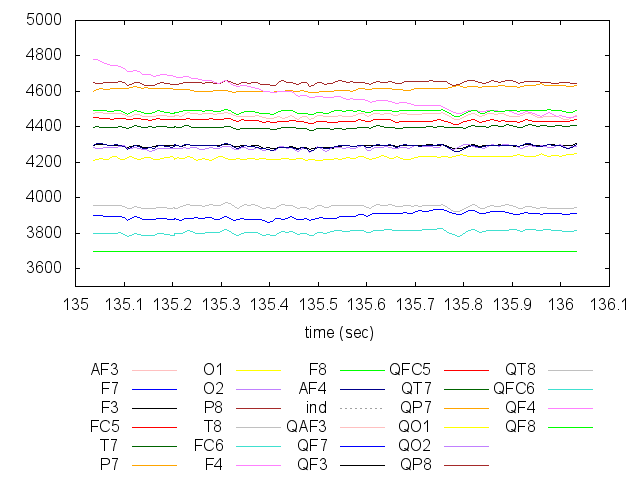 5000
4800
4600
4400
4200
4000
3800
3600
135 135.1 135.2 135.3 135.4 135.5 135.6 135.7 135.8 135.9 136 136.1
time (sec)
AF3 O1 F8 QFC5 QT8
F7 O2 AF4 QT7 QFC6
F3 P8 ind QP7 QF4
FC5 T8 QAF3 QO1 QF8
T7 FC6 QF7 QO2
P7 F4 QF3 QP8